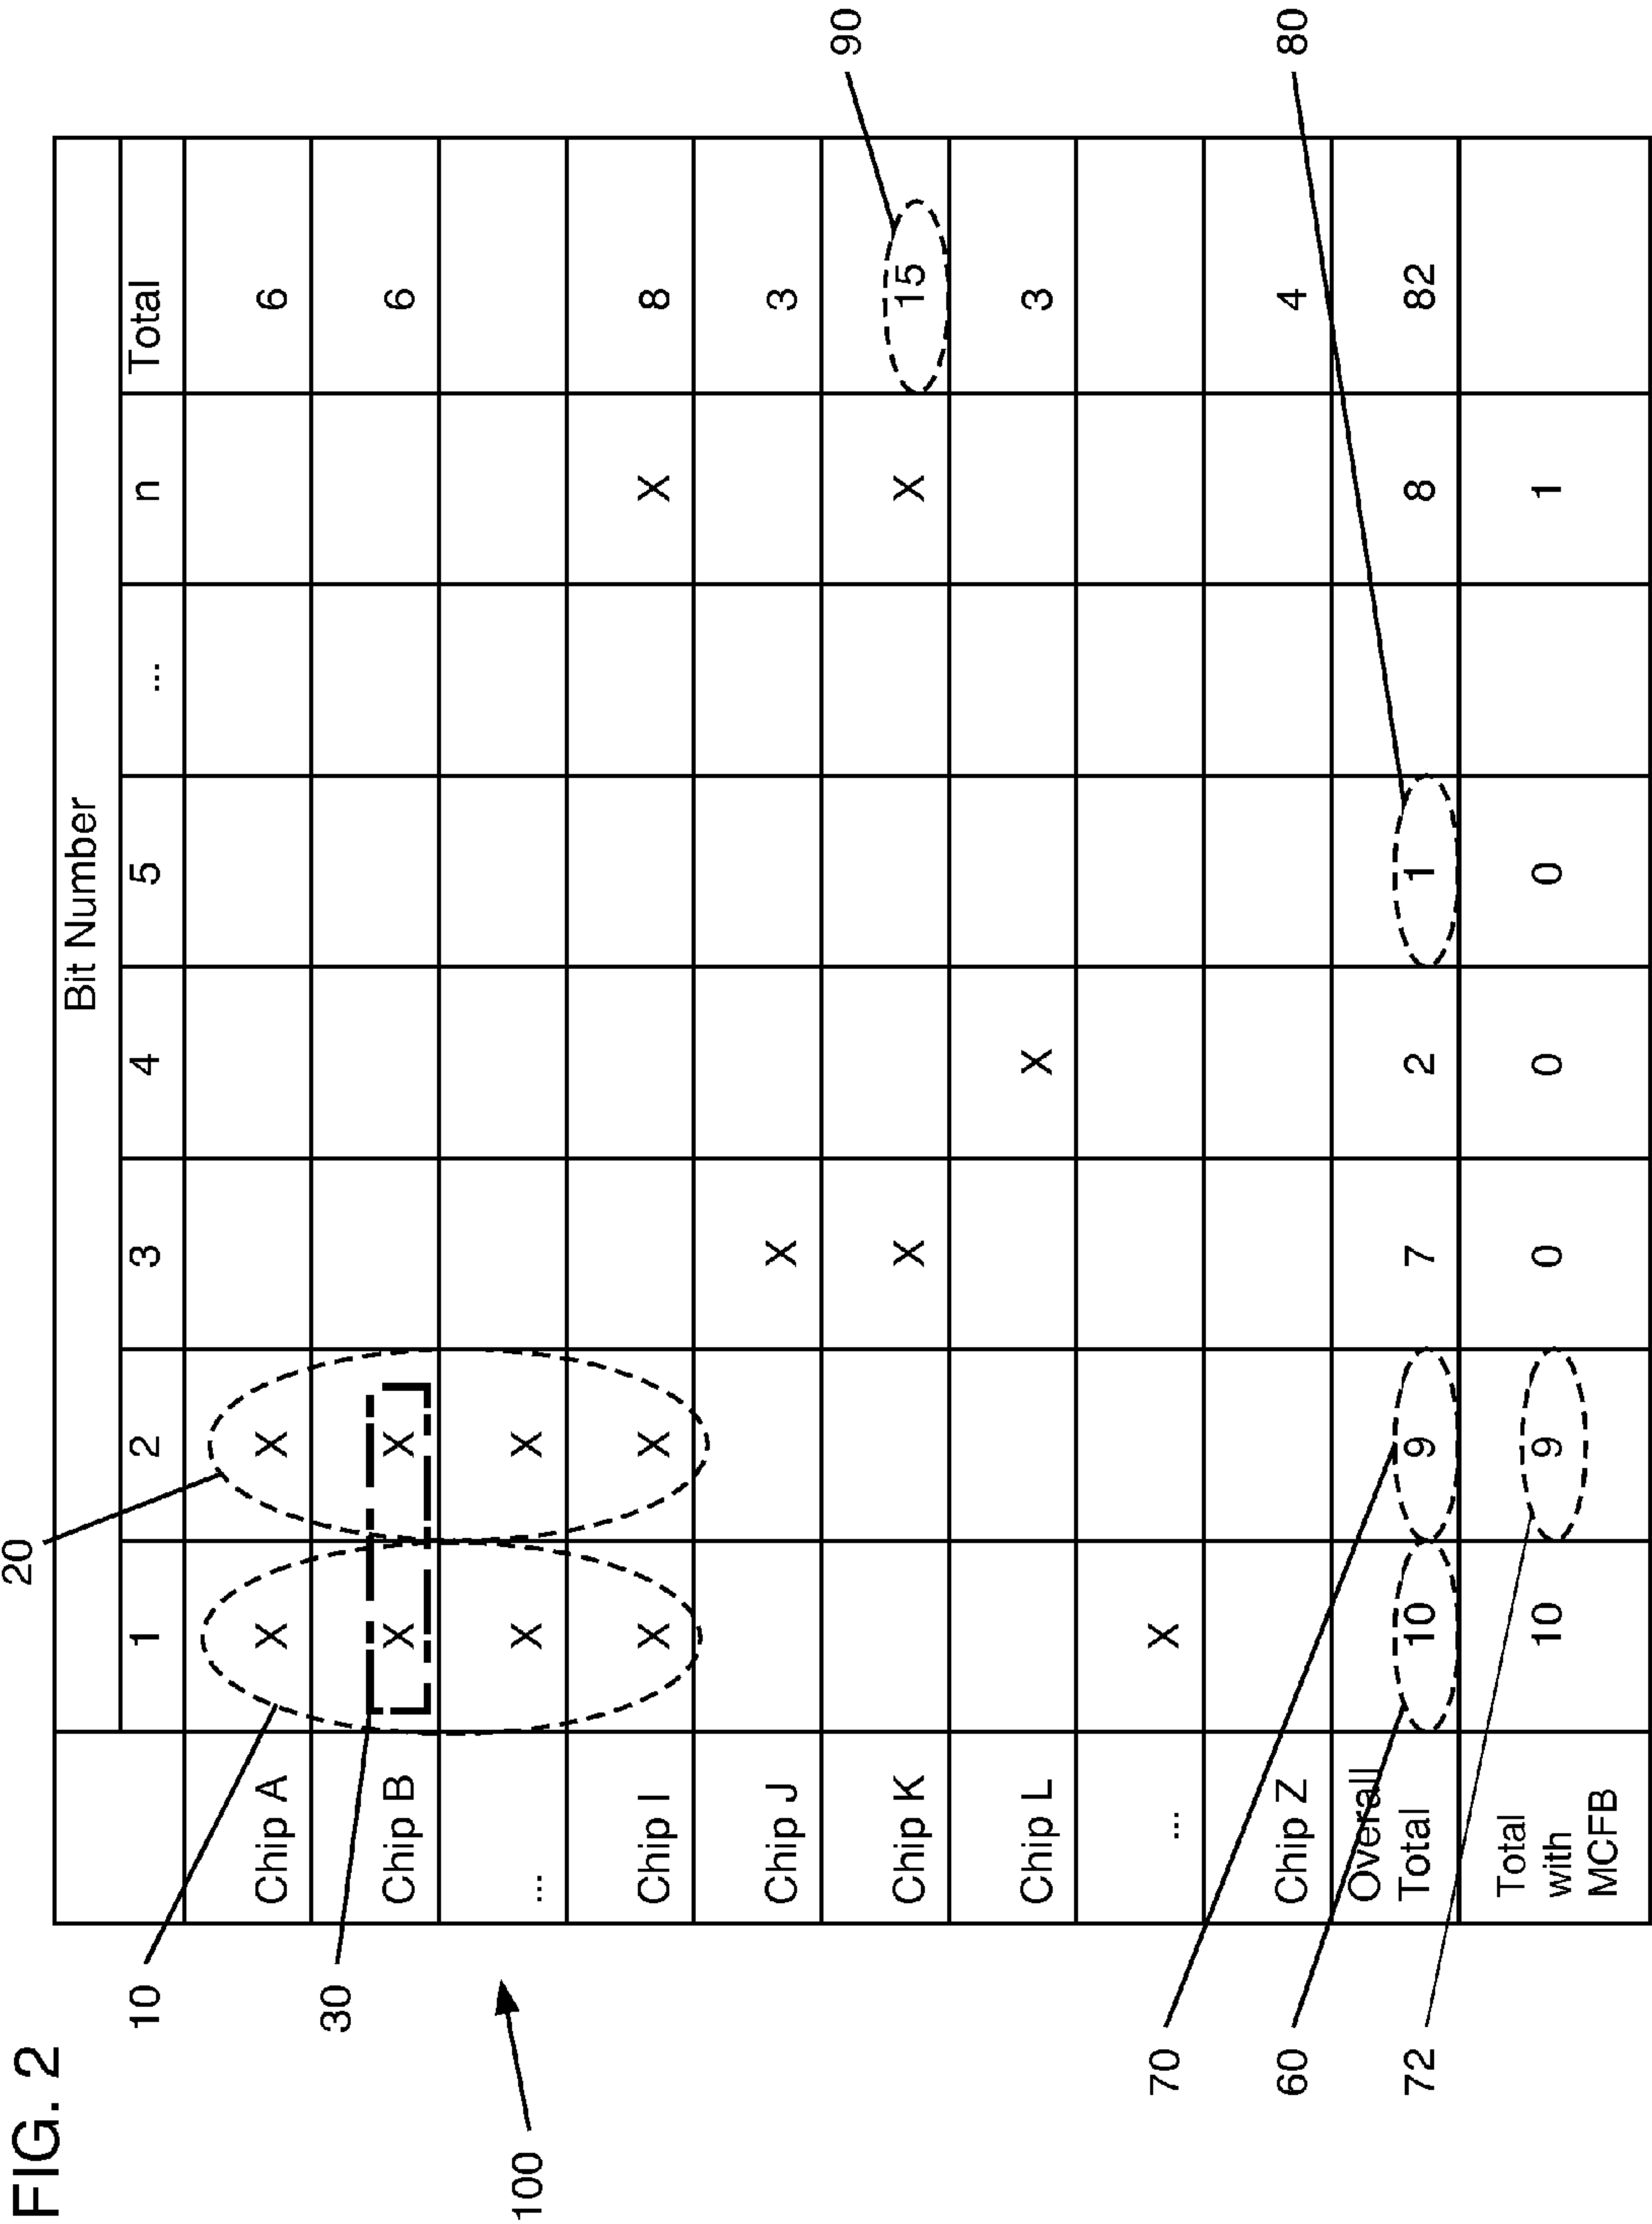 FIG. 2
20
90
80
10
30
100
70
60
72
Bit Number
1 2 3 4 5 ... n Total
Chip A X X 6
Chip B X X 6
... X X
Chip I X X X 8
Chip J X 3
Chip K X X 15
Chip L X 3
... X
Chip Z 4
Overall
Total 10 9 7 2 1 8 82
Total
with
MCFB 10 9 0 0 0 1